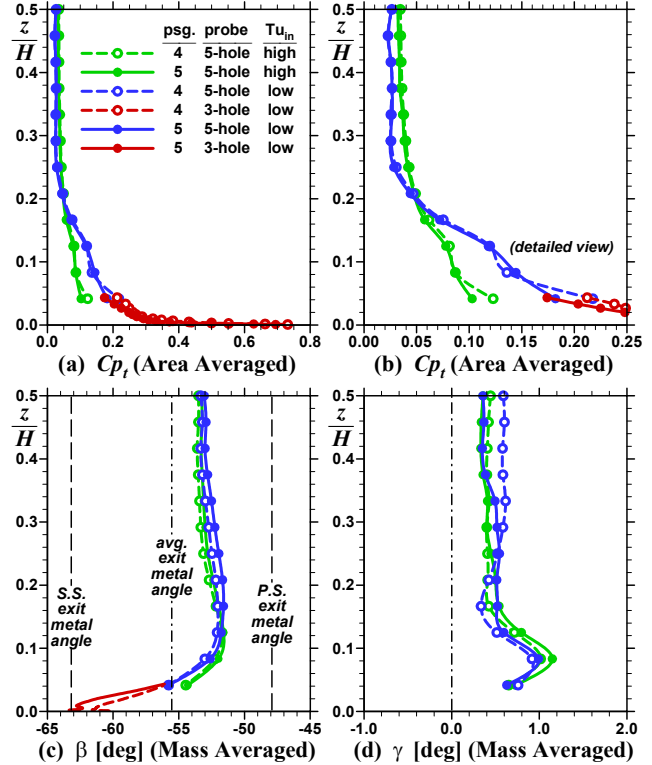 z/H
0.5
0.4
0.3
0.2
0.1
0.0
0.0 0.2 0.4 0.6 0.8
psg. probe Tu_in
4 5-hole high
5 5-hole high
4 5-hole low
4 3-hole low
5 5-hole low
5 3-hole low
(a) Cp_t (Area Averaged)
z/H
0.5
0.4
0.3
0.2
0.1
0.0
0.00 0.05 0.10 0.15 0.20 0.25
(detailed view)
(b) Cp_t (Area Averaged)
z/H
0.5
0.4
0.3
0.2
0.1
0.0
-65 -60 -55 -50 -45
S.S.
exit
metal
angle
avg.
exit
metal
angle
P.S.
exit
metal
angle
(c) β [deg] (Mass Averaged)
z/H
0.5
0.4
0.3
0.2
0.1
0.0
-1.0 0.0 1.0 2.0
(d) γ [deg] (Mass Averaged)